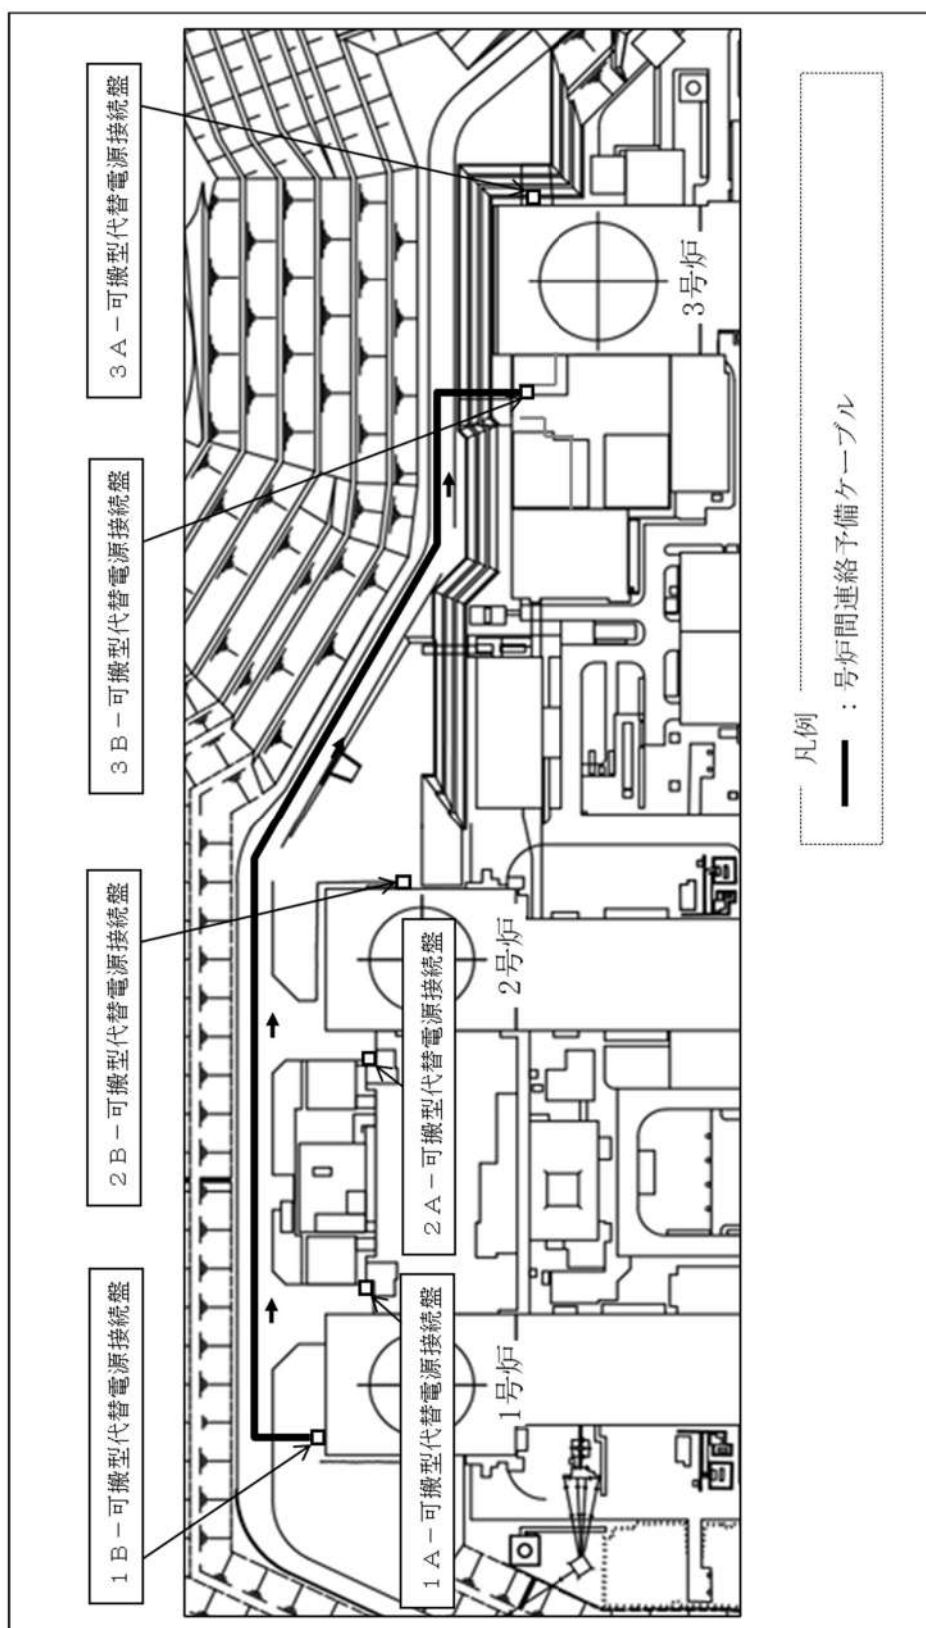 1B－可搬型代替電源接続盤
2B－可搬型代替電源接続盤
3B－可搬型代替電源接続盤
3A－可搬型代替電源接続盤
1A－可搬型代替電源接続盤
2A－可搬型代替電源接続盤
1号炉
2号炉
3号炉
凡例
：号炉間連絡予備ケーブル